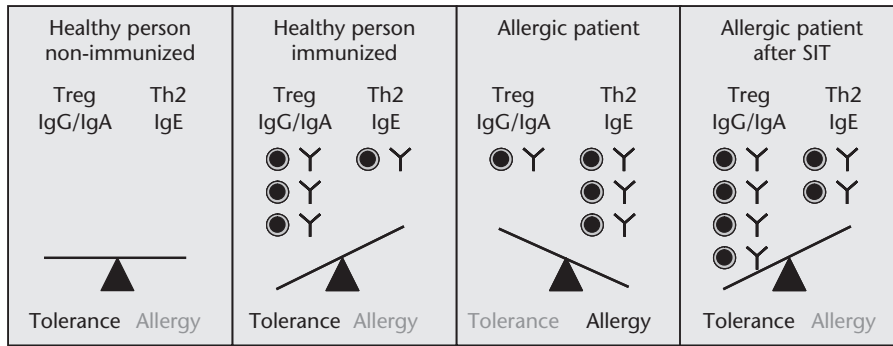 Healthy person
non-immunized
Treg Th2
IgG/IgA IgE
Tolerance Allergy
Healthy person
immunized
Treg Th2
IgG/IgA IgE
Tolerance Allergy
Allergic patient
Treg Th2
IgG/IgA IgE
Tolerance Allergy
Allergic patient
after SIT
Treg Th2
IgG/IgA IgE
Tolerance Allergy